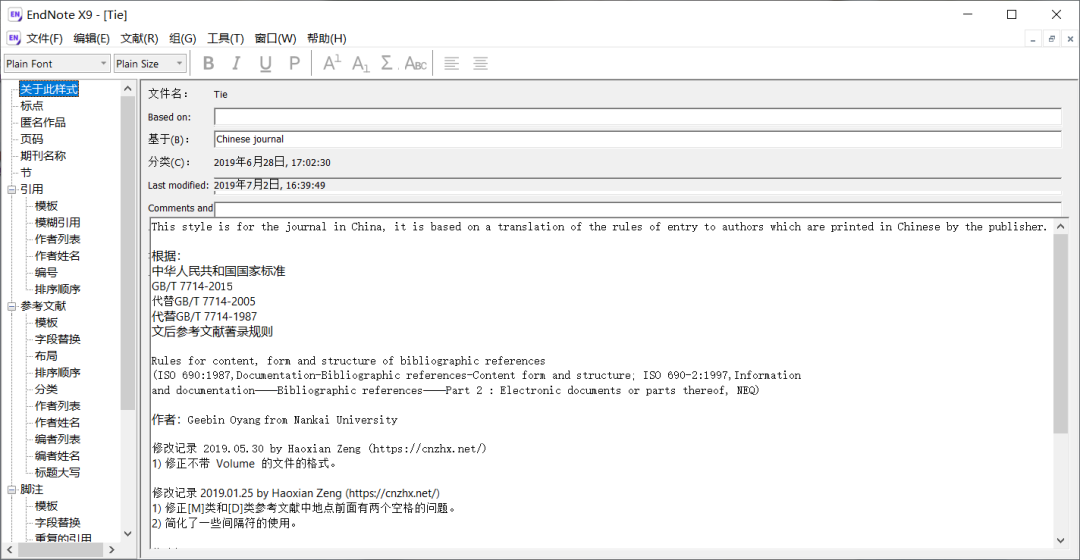 EndNote X9 - [Tie]
文件(F) 编辑(E) 文献(R) 组(G) 工具(T) 窗口(W) 帮助(H)
Plain Font Plain Size B I U P A1 A1 Σ ABC
关于此样式
标点
匿名作品
页码
期刊名称
节
引用
模板
模糊引用
作者列表
作者姓名
编号
排序顺序
参考文献
模板
字段替换
布局
排序顺序
分类
作者列表
作者姓名
编者列表
编者姓名
标题大写
脚注
模板
字段替换
重复的引用
文件名： Tie
Based on:
基于(B)： Chinese journal
分类(C)： 2019年6月28日, 17:02:30
Last modified: 2019年7月2日, 16:39:49
Comments and
This style is for the journal in China, it is based on a translation of the rules of entry to authors which are printed in Chinese by the publisher.
根据：
中华人民共和国国家标准
GB/T 7714-2015
代替GB/T 7714-2005
代替GB/T 7714-1987
文后参考文献著录规则
Rules for content, form and structure of bibliographic references
(ISO 690:1987,Documentation-Bibliographic references-Content form and structure; ISO 690-2:1997,Information
and documentation——Bibliographic references——Part 2 : Electronic documents or parts thereof, NEQ)
作者：Geebin Oyang from Nankai University
修改记录 2019.05.30 by Haoxian Zeng (https://cnzhx.net/)
1) 修正不带 Volume 的文件的格式。
修改记录 2019.01.25 by Haoxian Zeng (https://cnzhx.net/)
1) 修正[M]类和[D]类参考文献中地点前面有两个空格的问题。
2) 简化了一些间隔符的使用。